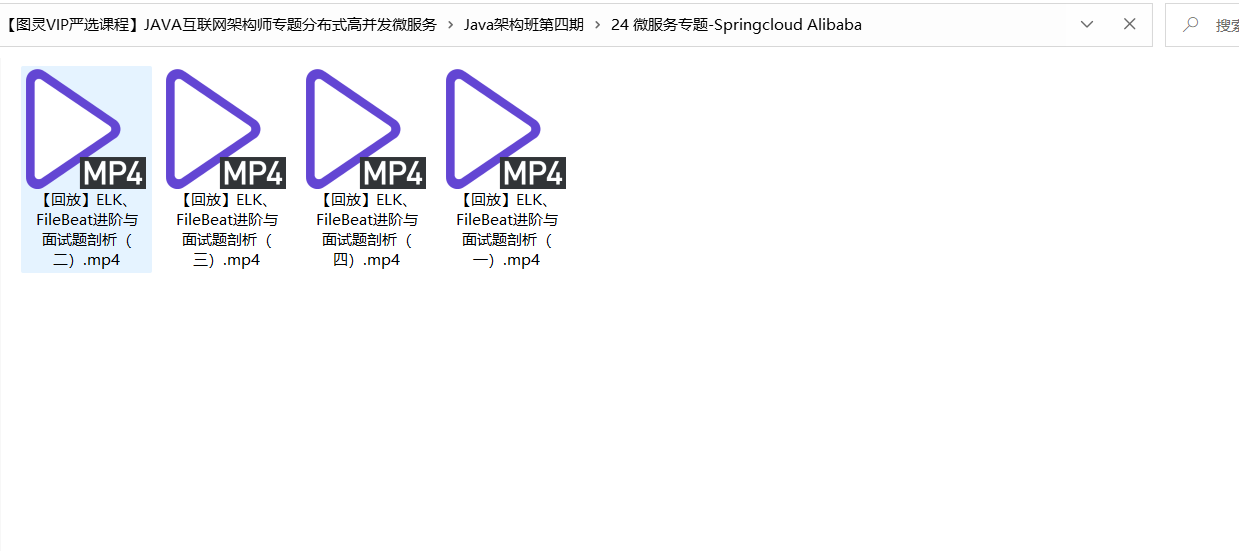 【图灵VIP严选课程】JAVA互联网架构师专题分布式高并发微服务 › Java架构班第四期 › 24 微服务专题-Springcloud Alibaba
搜索
MP4
【回放】ELK、
FileBeat进阶与
面试题剖析（
二）.mp4
MP4
【回放】ELK、
FileBeat进阶与
面试题剖析（
三）.mp4
MP4
【回放】ELK、
FileBeat进阶与
面试题剖析（
四）.mp4
MP4
【回放】ELK、
FileBeat进阶与
面试题剖析（
一）.mp4